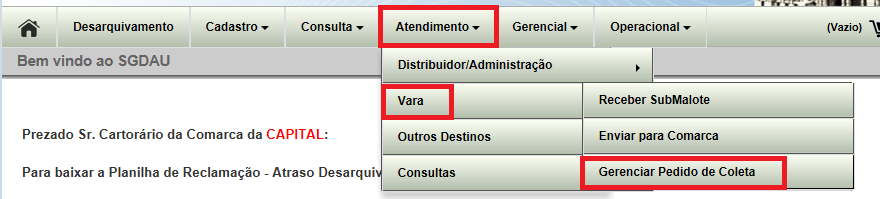 Desarquivamento Cadastro Consulta Atendimento Gerencial Operacional (Vazio)
Bem vindo ao SGDAU
Distribuidor/Administração
Vara
Receber SubMalote
Outros Destinos
Enviar para Comarca
Consultas
Gerenciar Pedido de Coleta
Prezado Sr. Cartorário da Comarca da CAPITAL:
Para baixar a Planilha de Reclamação - Atraso Desarquiv